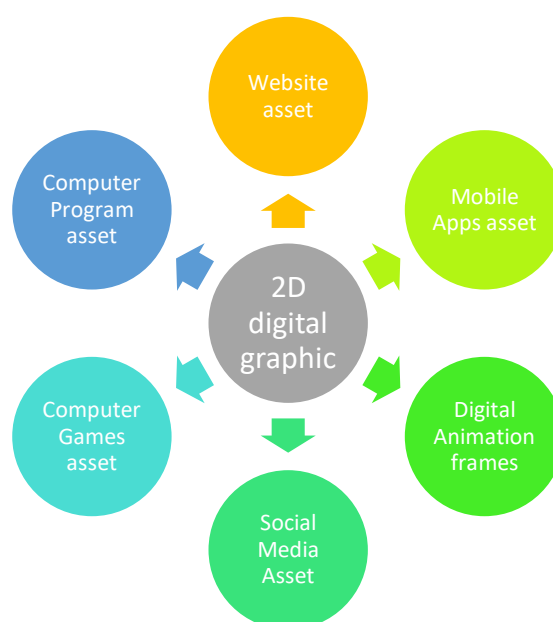 Website
asset
Computer
Program
asset
Mobile
Apps asset
2D
digital
graphic
Computer
Games
asset
Digital
Animation
frames
Social
Media
Asset